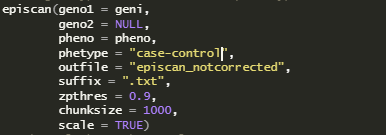 episcan(geno1 = geni,
geno2 = NULL,
pheno = pheno,
phetype = "case-control",
outfile = "episcan_notcorrected",
suffix = ".txt",
zpthres = 0.9,
chunksize = 1000,
scale = TRUE)